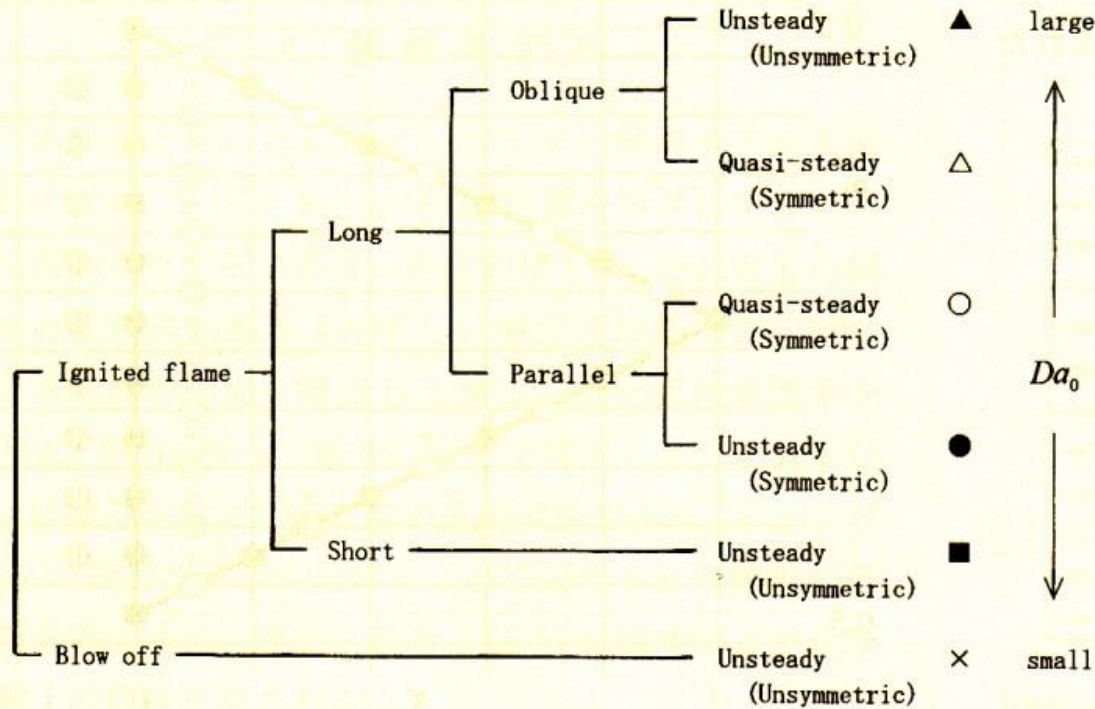 Unsteady ▲ large
(Unsymmetric)
Oblique
Quasi-steady △
(Symmetric)
Long
Quasi-steady ○
(Symmetric)
Ignited flame
Parallel
Da₀
Unsteady ●
(Symmetric)
Short
Unsteady ■
(Unsymmetric)
Blow off
Unsteady × small
(Unsymmetric)